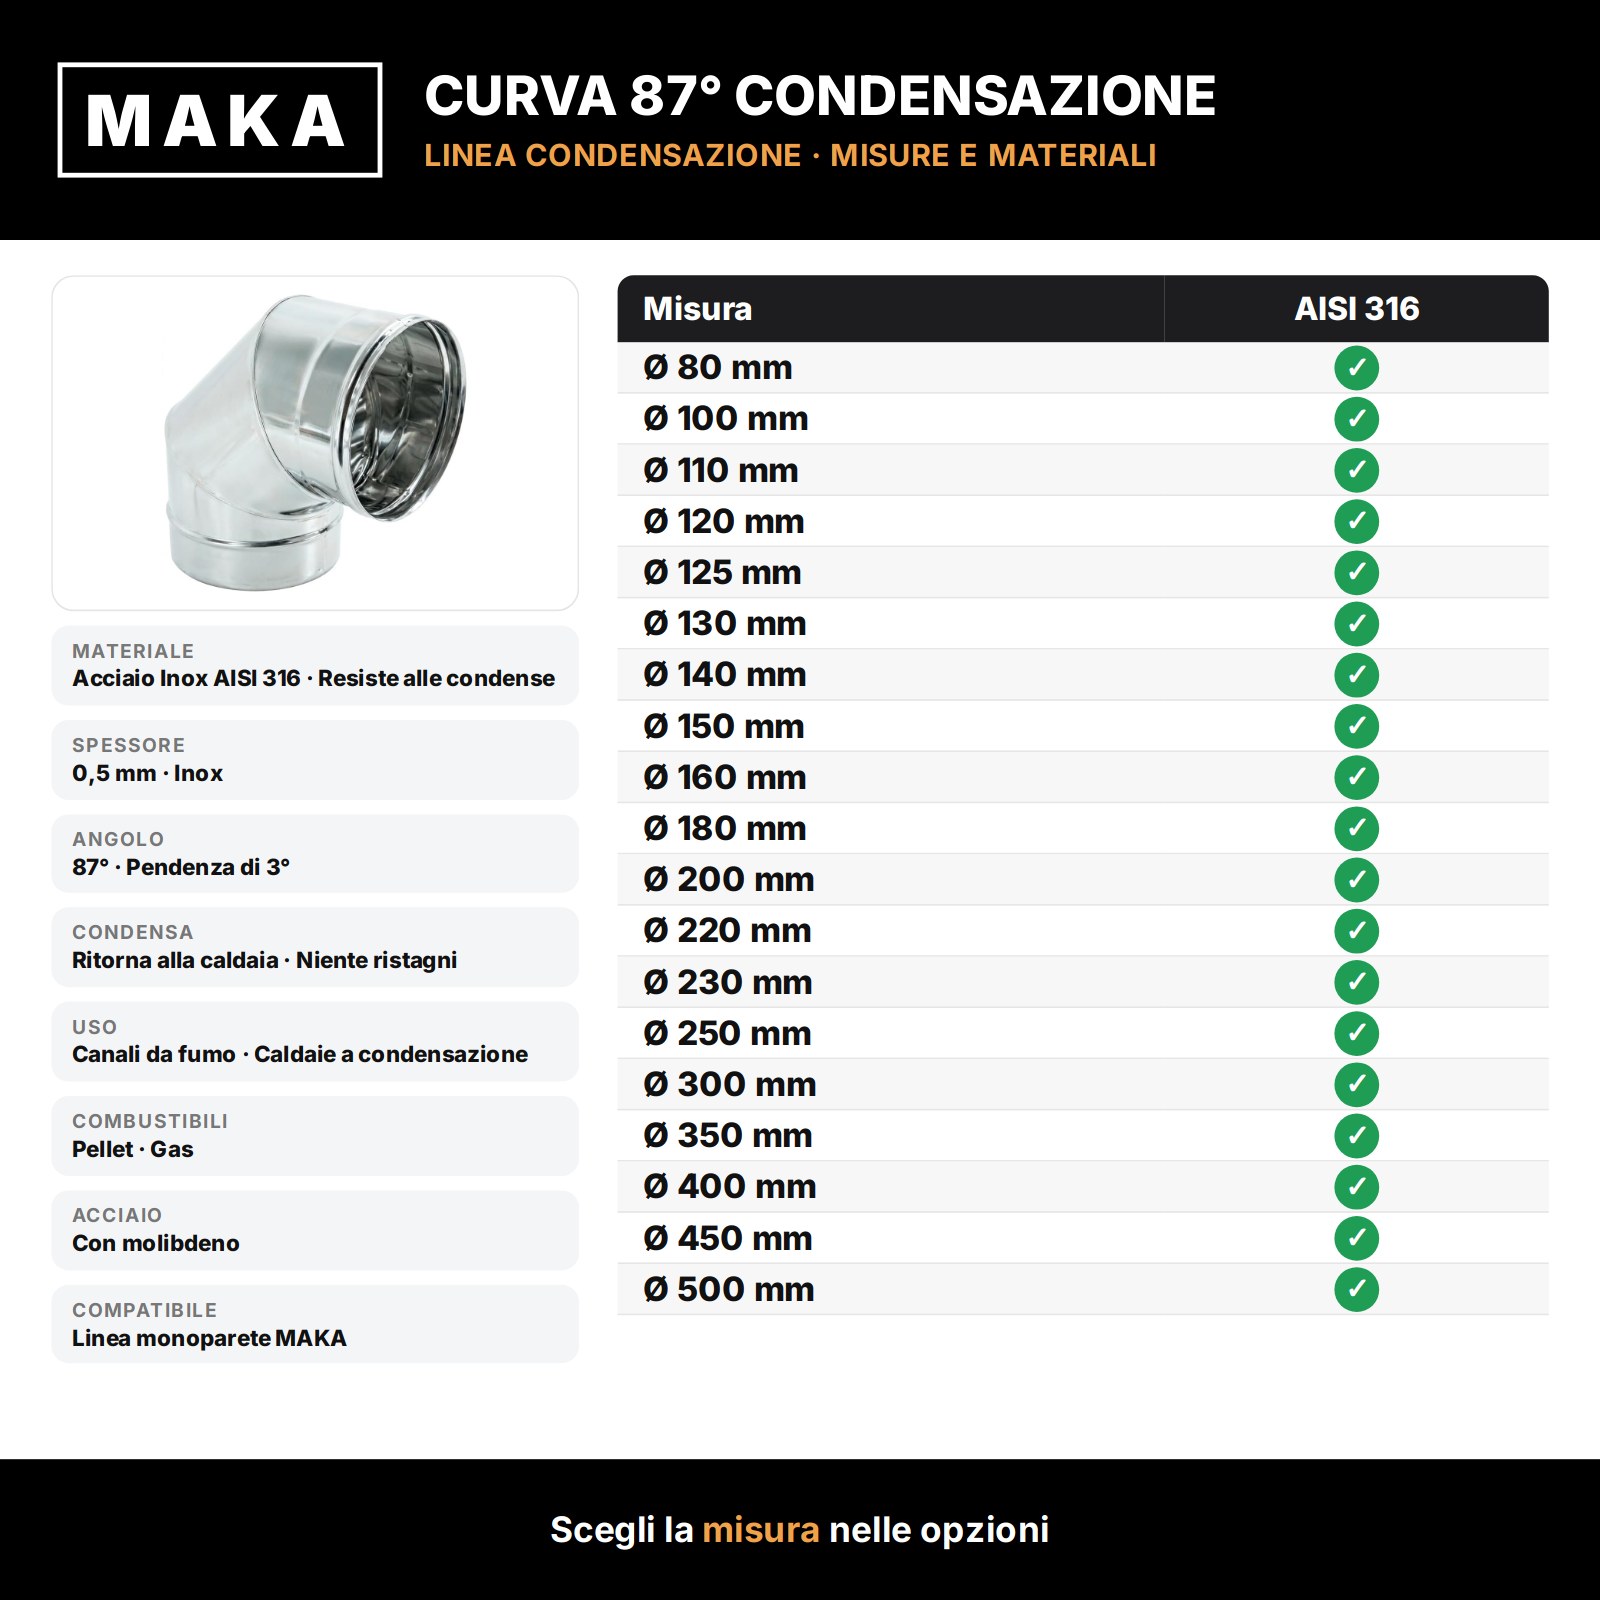 MAKA
CURVA 87° CONDENSAZIONE
LINEA CONDENSAZIONE · MISURE E MATERIALI
MATERIALE
Acciaio Inox AISI 316 · Resiste alle condense
SPESSORE
0,5 mm · Inox
ANGOLO
87° · Pendenza di 3°
CONDENSA
Ritorna alla caldaia · Niente ristagni
USO
Canali da fumo · Caldaie a condensazione
COMBUSTIBILI
Pellet · Gas
ACCIAIO
Con molibdeno
COMPATIBILE
Linea monoparete MAKA
Misura AISI 316
Ø 80 mm ✓
Ø 100 mm ✓
Ø 110 mm ✓
Ø 120 mm ✓
Ø 125 mm ✓
Ø 130 mm ✓
Ø 140 mm ✓
Ø 150 mm ✓
Ø 160 mm ✓
Ø 180 mm ✓
Ø 200 mm ✓
Ø 220 mm ✓
Ø 230 mm ✓
Ø 250 mm ✓
Ø 300 mm ✓
Ø 350 mm ✓
Ø 400 mm ✓
Ø 450 mm ✓
Ø 500 mm ✓
Scegli la misura nelle opzioni